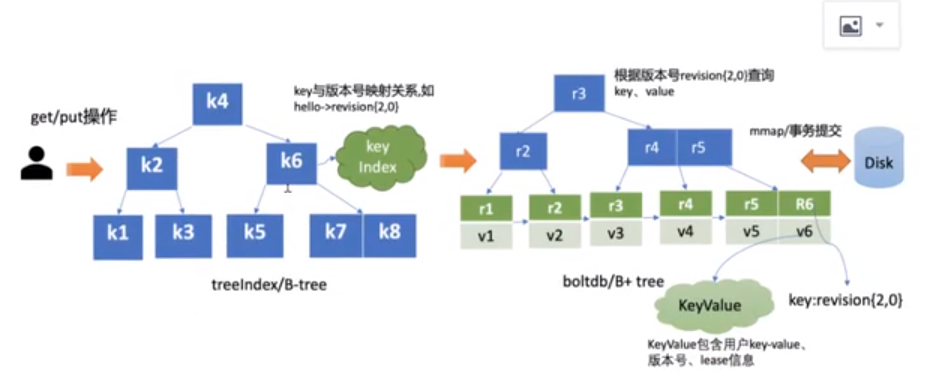 get/put操作
k4
k2
k6
k1
k3
k5
k7
k8
key与版本号映射关系,如
hello->revision{2,0}
key
Index
treeIndex/B-tree
根据版本号revision{2,0}查询
key、value
r3
r2
r4
r5
r1
r2
r3
r4
r5
R6
v1
v2
v3
v4
v5
v6
mmap/事务提交
Disk
boltdb/B+ tree
KeyValue
key:revision{2,0}
KeyValue包含用户key-value、
版本号、lease信息